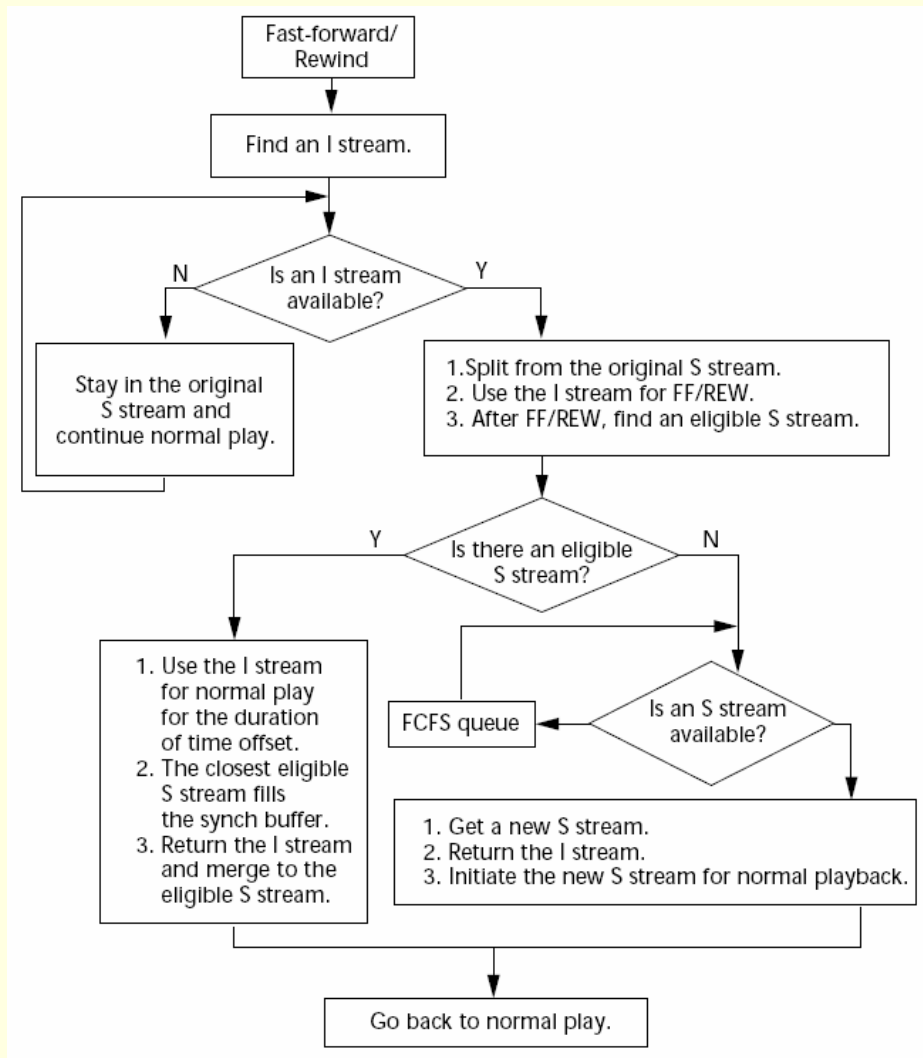 Fast-forward/
Rewind
Find an I stream.
Is an I stream
available?
N
Y
Stay in the original
S stream and
continue normal play.
1.Split from the original S stream.
2. Use the I stream for FF/REW.
3. After FF/REW, find an eligible S stream.
Is there an eligible
S stream?
Y
N
1. Use the I stream
for normal play
for the duration
of time offset.
2. The closest eligible
S stream fills
the synch buffer.
3. Return the I stream
and merge to the
eligible S stream.
FCFS queue
Is an S stream
available?
1. Get a new S stream.
2. Return the I stream.
3. Initiate the new S stream for normal playback.
Go back to normal play.